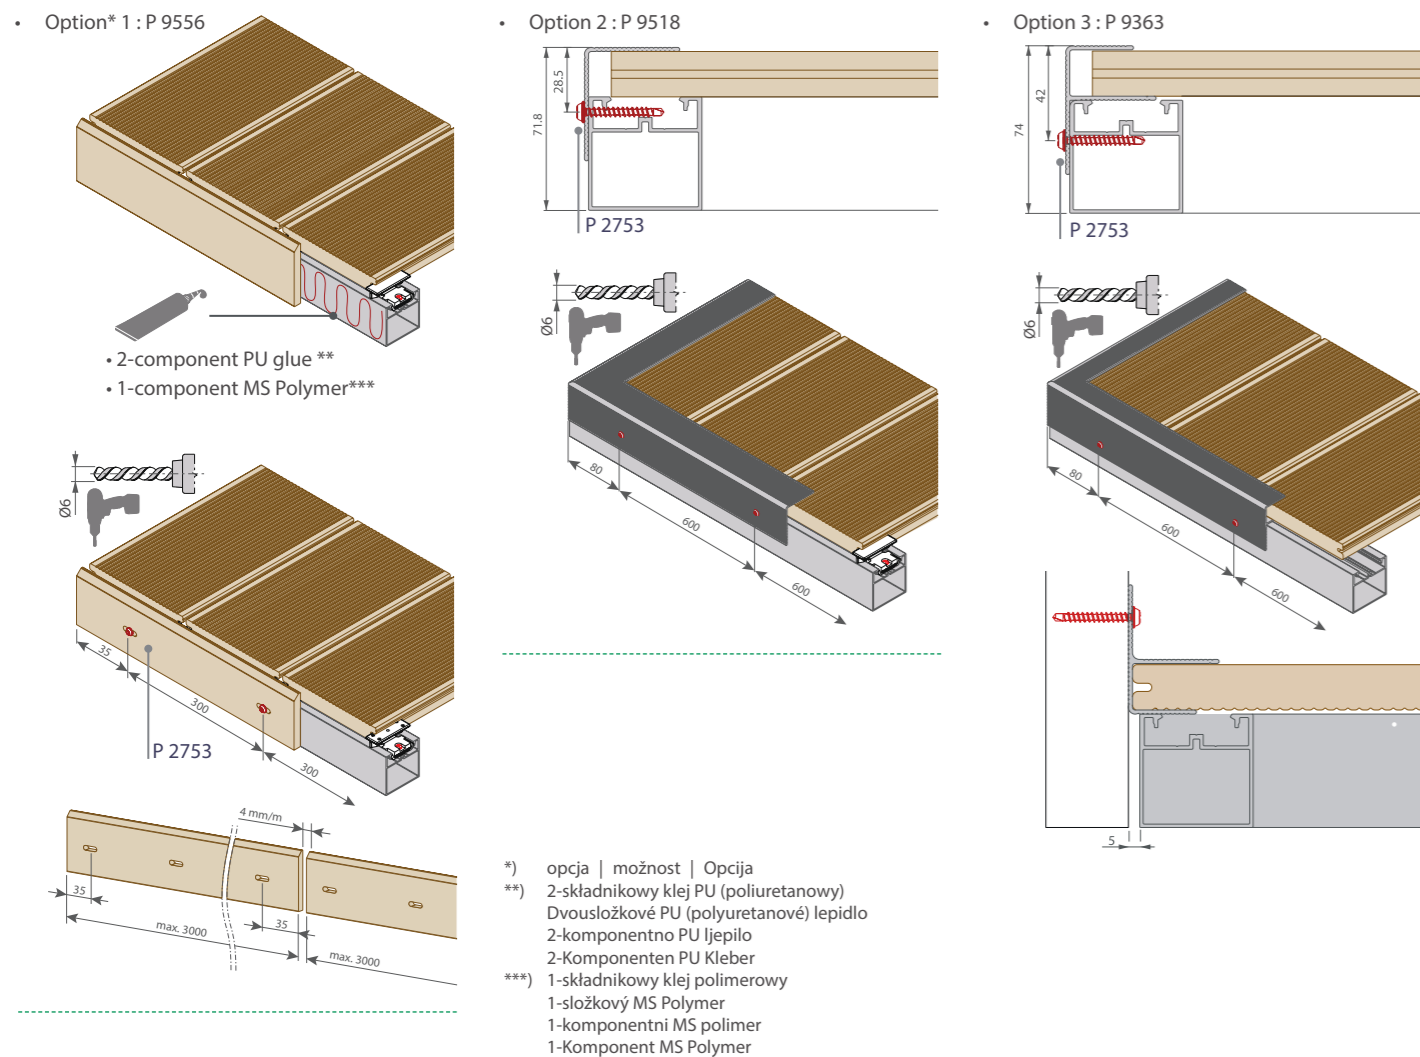 • Option* 1 : P 9556
• 2-component PU glue **
• 1-component MS Polymer***
Ø6
35
300
300
P 2753
4 mm/m
35
35
max. 3000
max. 3000
• Option 2 : P 9518
28.5
71.8
P 2753
Ø6
80
600
600
• Option 3 : P 9363
42
74
P 2753
Ø6
80
600
600
5
*) opcja | možnost | Opcija
**) 2-składnikowy klej PU (poliuretanowy)
Dvousložkové PU (polyuretanové) lepidlo
2-komponentno PU ljepilo
2-Komponenten PU Kleber
***) 1-składnikowy klej polimerowy
1-složkový MS Polymer
1-komponentni MS polimer
1-Komponent MS Polymer